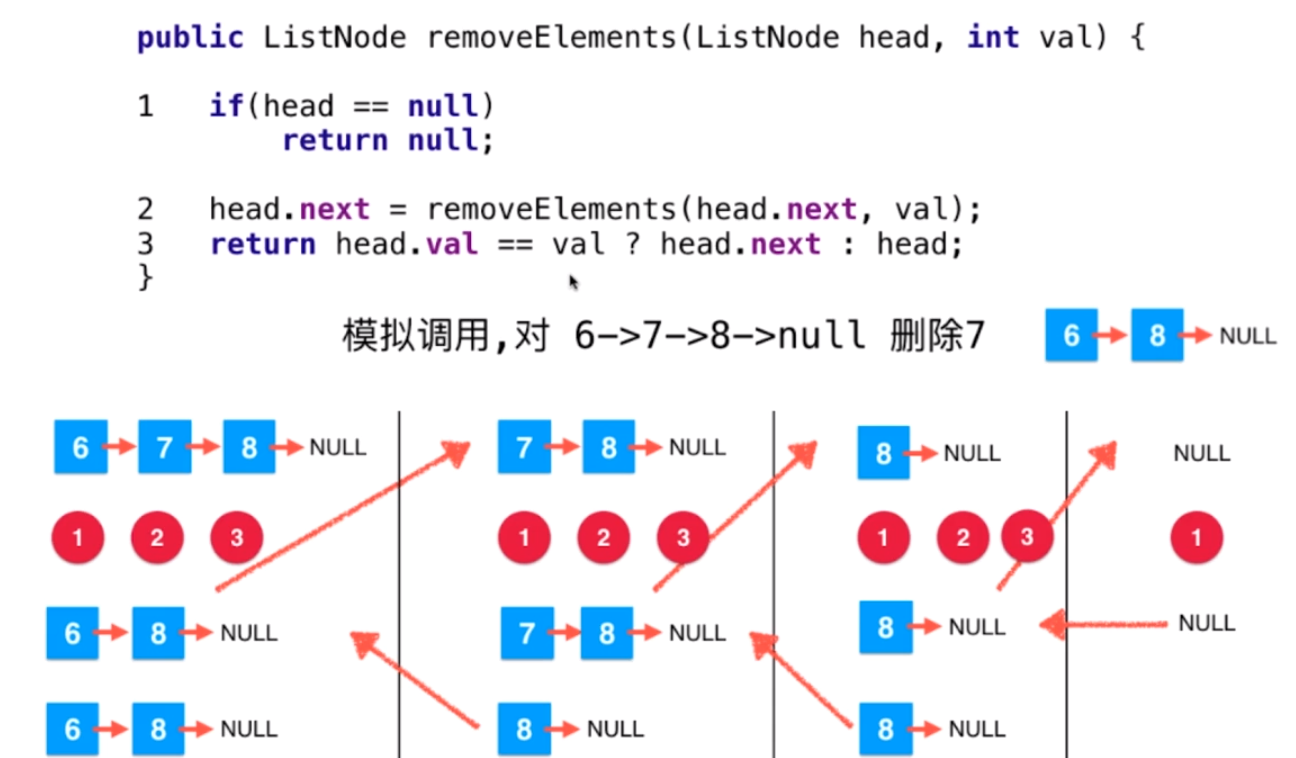 public ListNode removeElements(ListNode head, int val) {
1 if(head == null)
return null;
2 head.next = removeElements(head.next, val);
3 return head.val == val ? head.next : head;
}
模拟调用,对 6->7->8->null 删除7
6 8 NULL
6 7 8 NULL
7 8 NULL
8 NULL
NULL
1 2 3
1 2 3
1 2 3
1
6 8 NULL
7 8 NULL
8 NULL
NULL
6 8 NULL
8 NULL
8 NULL